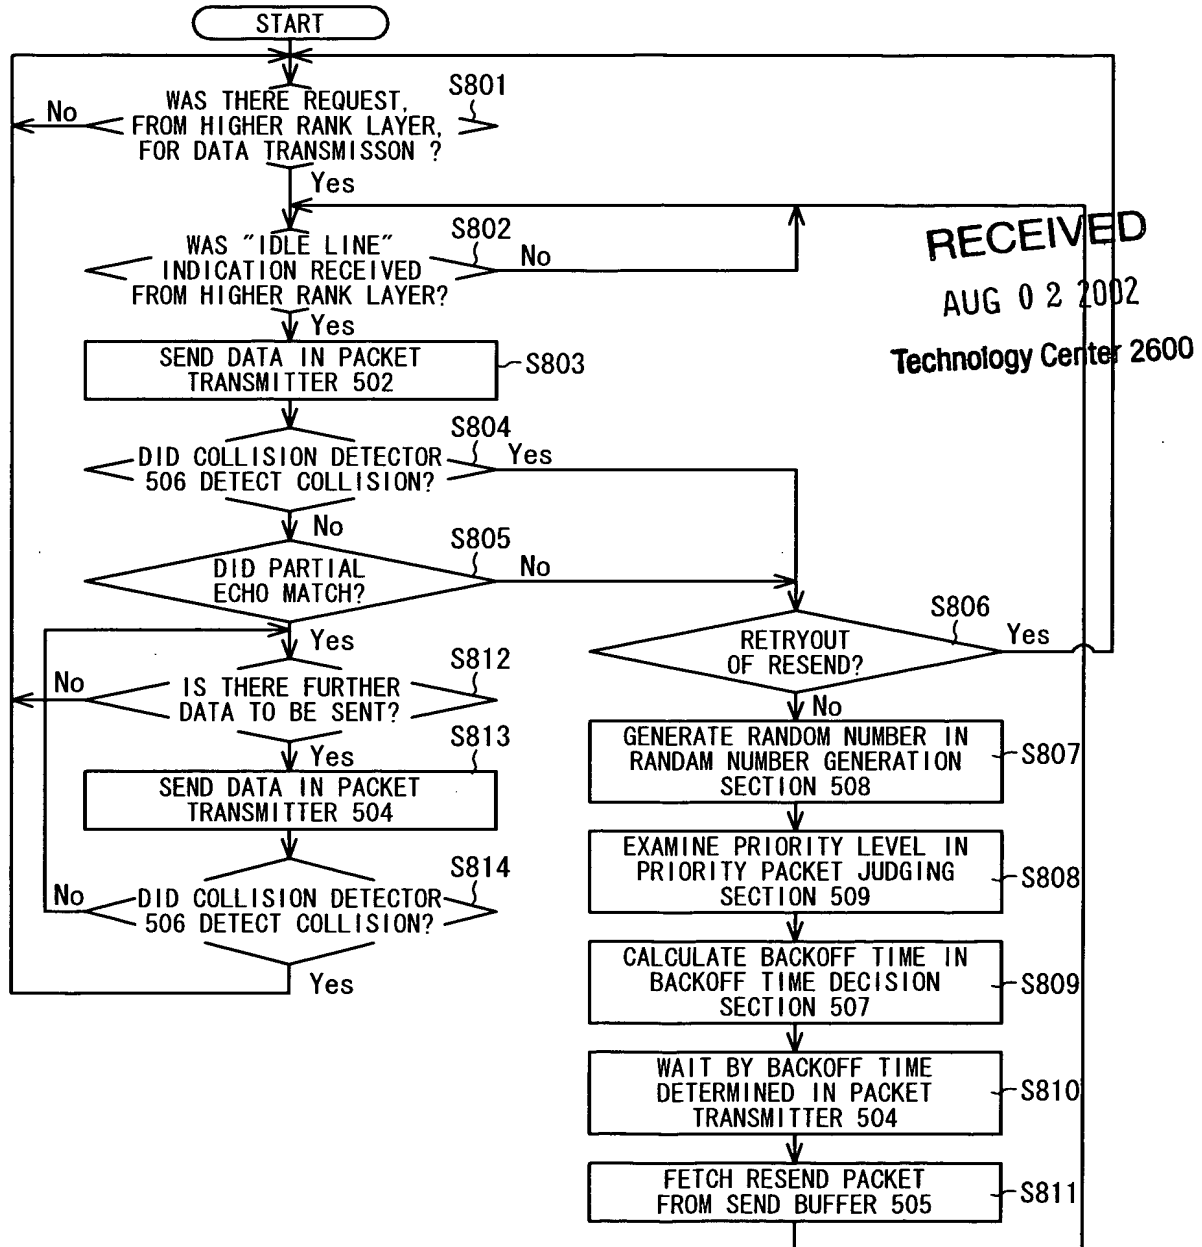 START
S801
No
WAS THERE REQUEST,
FROM HIGHER RANK LAYER,
FOR DATA TRANSMISSON ?
Yes
S802
WAS "IDLE LINE"
INDICATION RECEIVED
FROM HIGHER RANK LAYER?
No
Yes
RECEIVED
AUG 02 2002
Technology Center 2600
SEND DATA IN PACKET
TRANSMITTER 502
S803
S804
DID COLLISION DETECTOR
506 DETECT COLLISION?
Yes
No
S805
DID PARTIAL
ECHO MATCH?
No
Yes
S806
RETRYOUT
OF RESEND?
Yes
No
S812
No
IS THERE FURTHER
DATA TO BE SENT?
Yes
S813
SEND DATA IN PACKET
TRANSMITTER 504
S814
No
DID COLLISION DETECTOR
506 DETECT COLLISION?
Yes
GENERATE RANDOM NUMBER IN
RANDAM NUMBER GENERATION
SECTION 508
S807
EXAMINE PRIORITY LEVEL IN
PRIORITY PACKET JUDGING
SECTION 509
S808
CALCULATE BACKOFF TIME IN
BACKOFF TIME DECISION
SECTION 507
S809
WAIT BY BACKOFF TIME
DETERMINED IN PACKET
TRANSMITTER 504
S810
FETCH RESEND PACKET
FROM SEND BUFFER 505
S811